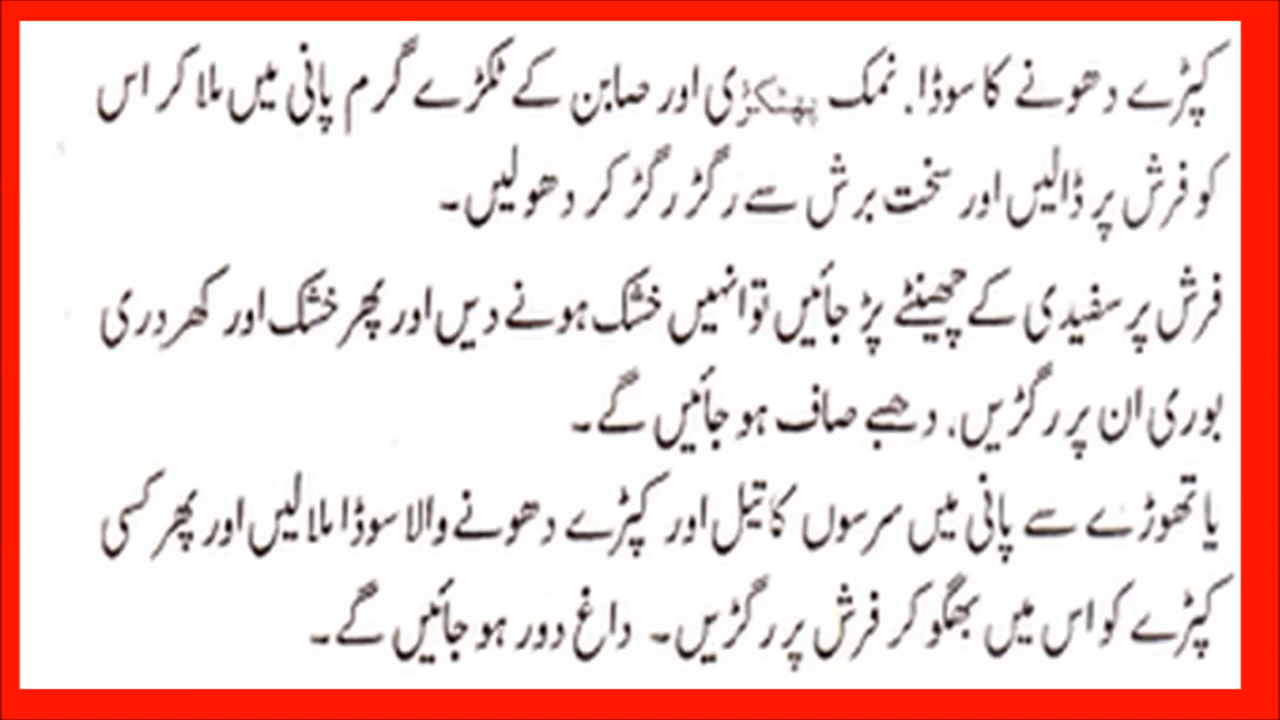 کپڑے دھونے کا سوڈا. نمک پھٹکڑی اور صابن کے ٹکڑے گرم پانی میں ملا کر اس
کو فرش پر ڈالیں اور سخت برش سے رگڑ رگڑ کر دھو لیں۔
فرش پر سفیدی کے چھینٹے پڑ جائیں تو انہیں خشک ہونے دیں اور پھر خشک اور کھردری
بوری ان پر رگڑیں. دھبے صاف ہو جائیں گے۔
یا تھوڑے سے پانی میں سرسوں کا تیل اور کپڑے دھونے والا سوڈا ملا لیں اور پھر کسی
کپڑے کو اس میں بھگو کر فرش پر رگڑیں۔ داغ دور ہو جائیں گے۔